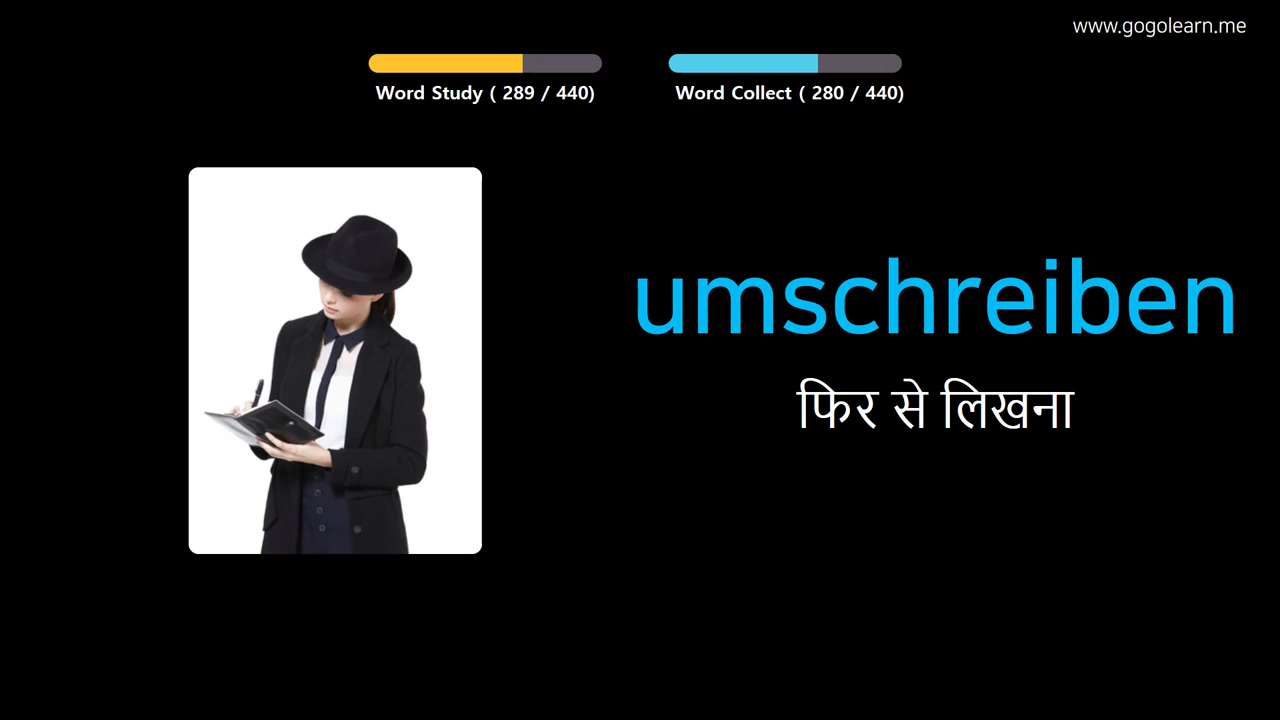 www.gogolearn.me
Word Study ( 289 / 440)
Word Collect ( 280 / 440)
umschreiben
फिर से लिखना